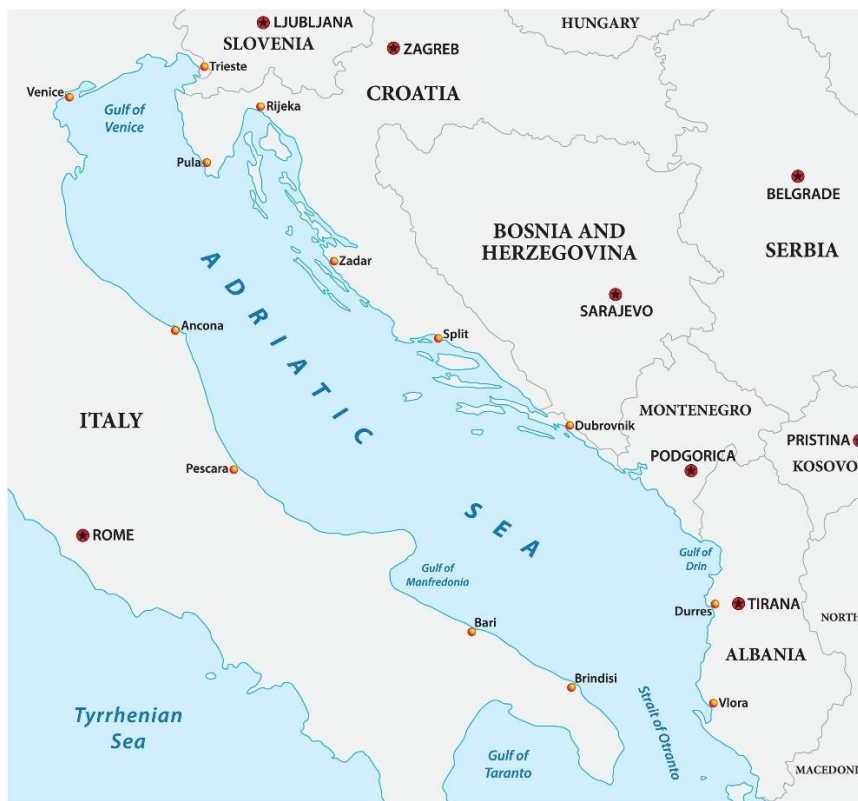 HUNGARY
LJUBLJANA
SLOVENIA
ZAGREB
Trieste
Venice
CROATIA
Gulf of
Venice
Rijeka
Pula
BELGRADE
BOSNIA AND
HERZEGOVINA
SERBIA
Zadar
SARAJEVO
Ancona
Split
ADRIATIC
SEA
ITALY
MONTENEGRO
Dubrovnik
PRISTINA
KOSOVO
PODGORICA
Pescara
ROME
Gulf of
Drin
Gulf of
Manfredonia
Durres
TIRANA
NORTH
Bari
ALBANIA
Brindisi
Strait of Otranto
Vlora
Tyrrhenian
Sea
Gulf of
Taranto
MACEDONI